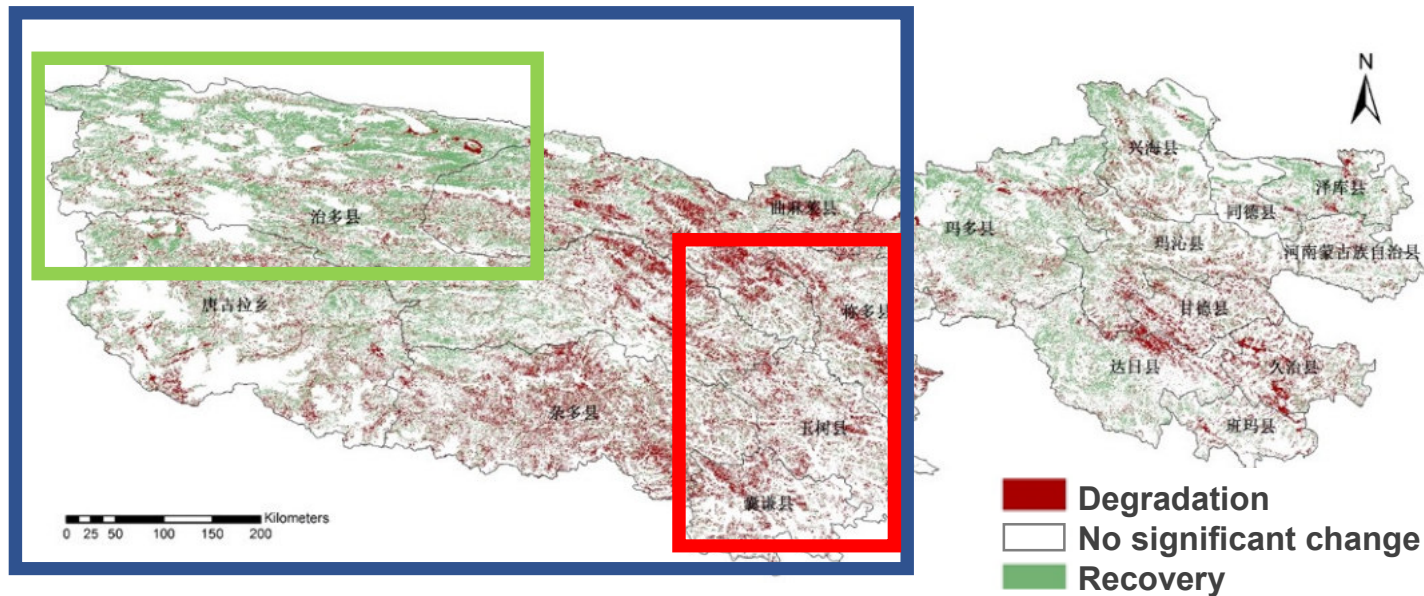 N
兴海县
泽库县
同德县
治多县
曲麻莱县
玛多县
玛沁县
河南蒙古族自治县
唐古拉乡
称多县
甘德县
达日县
久治县
杂多县
玉树县
班玛县
囊谦县
Kilometers
0 25 50 100 150 200
Degradation
No significant change
Recovery